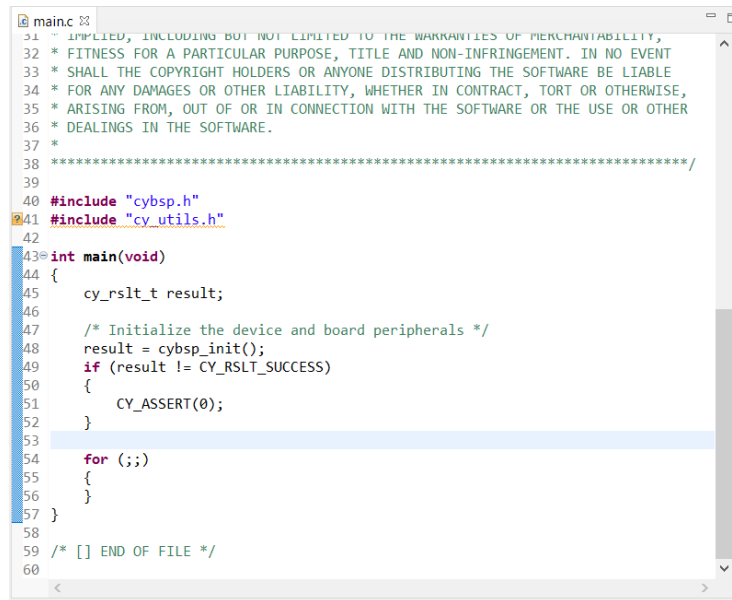 main.c
31 * IMPLIED, INCLUDING BUT NOT LIMITED TO THE WARRANTIES OF MERCHANTABILITY,
32 * FITNESS FOR A PARTICULAR PURPOSE, TITLE AND NON-INFRINGEMENT. IN NO EVENT
33 * SHALL THE COPYRIGHT HOLDERS OR ANYONE DISTRIBUTING THE SOFTWARE BE LIABLE
34 * FOR ANY DAMAGES OR OTHER LIABILITY, WHETHER IN CONTRACT, TORT OR OTHERWISE,
35 * ARISING FROM, OUT OF OR IN CONNECTION WITH THE SOFTWARE OR THE USE OR OTHER
36 * DEALINGS IN THE SOFTWARE.
37 *
38 *****************************************************************************/
39
40 #include "cybsp.h"
41 #include "cy_utils.h"
42
43 int main(void)
44 {
45     cy_rslt_t result;
46
47     /* Initialize the device and board peripherals */
48     result = cybsp_init();
49     if (result != CY_RSLT_SUCCESS)
50     {
51         CY_ASSERT(0);
52     }
53
54     for (;;)
55     {
56     }
57 }
58
59 /* [] END OF FILE */
60